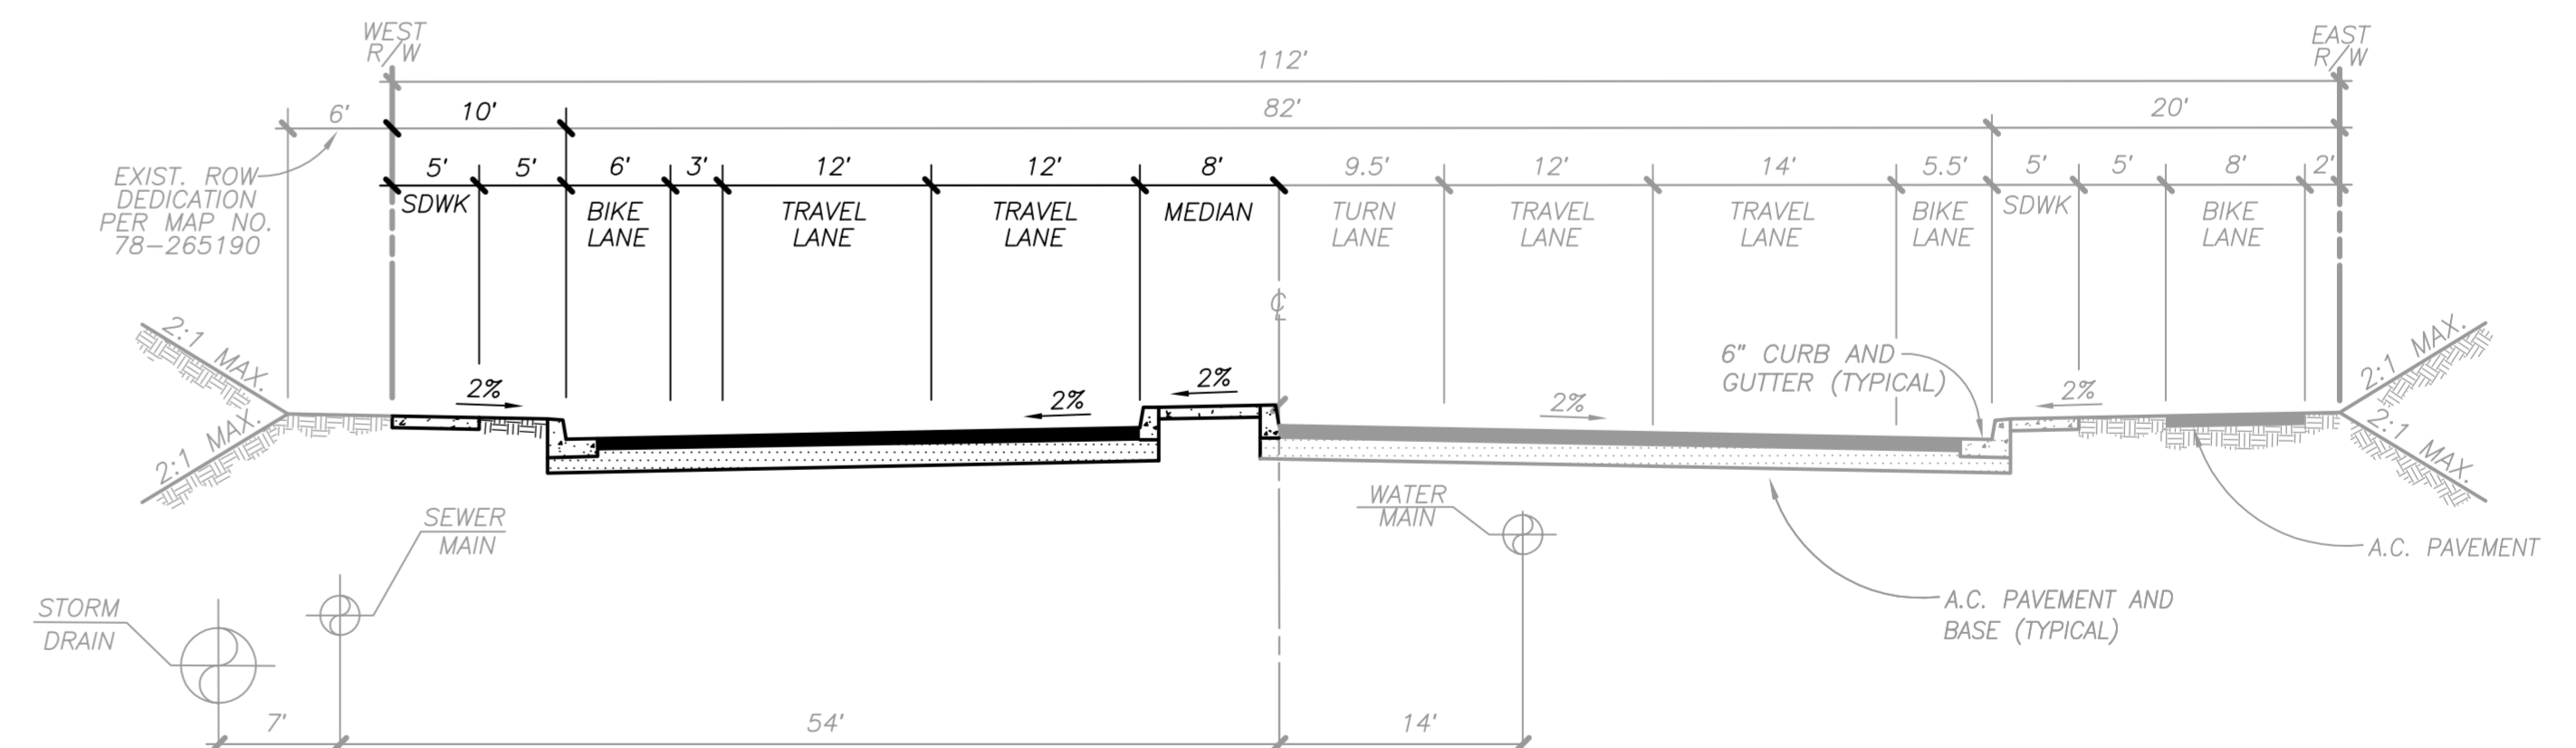 WEST
R/W
EAST
R/W
112'
6'
10'
82'
20'
5'
5'
6'
3'
12'
12'
8'
9.5'
12'
14'
5.5'
5'
5'
8'
2'
EXIST. ROW
DEDICATION
PER MAP NO.
78-265190
SDWK
BIKE
LANE
TRAVEL
LANE
TRAVEL
LANE
MEDIAN
TURN
LANE
TRAVEL
LANE
TRAVEL
LANE
BIKE
LANE
SDWK
BIKE
LANE
℄
2:1 MAX.
2:1 MAX.
2%
2%
2%
2%
6" CURB AND
GUTTER (TYPICAL)
2%
2:1 MAX.
2:1 MAX.
SEWER
MAIN
WATER
MAIN
A.C. PAVEMENT
STORM
DRAIN
A.C. PAVEMENT AND
BASE (TYPICAL)
7'
54'
14'